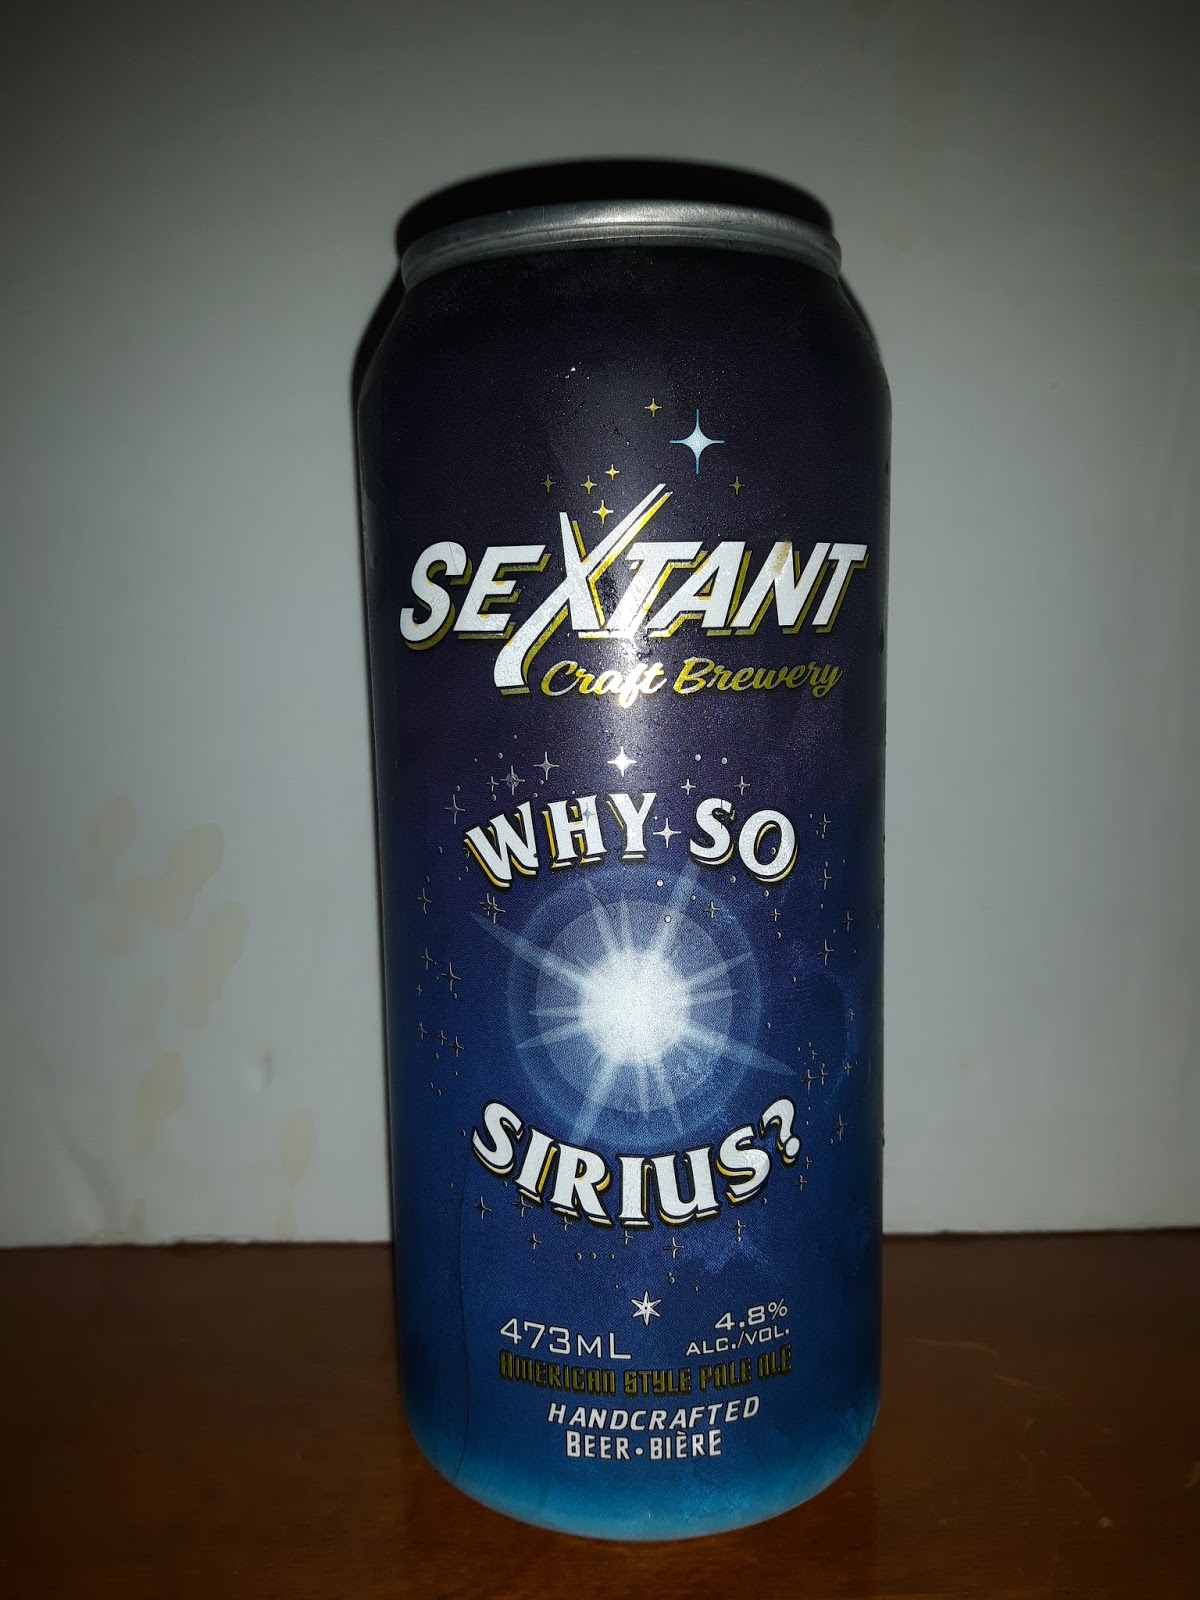 SEXTANT
Craft Brewery
WHY SO
SIRIUS?
473ML
4.8%
ALC./VOL.
AMERICAN STYLE PALE ALE
HANDCRAFTED
BEER • BIÈRE